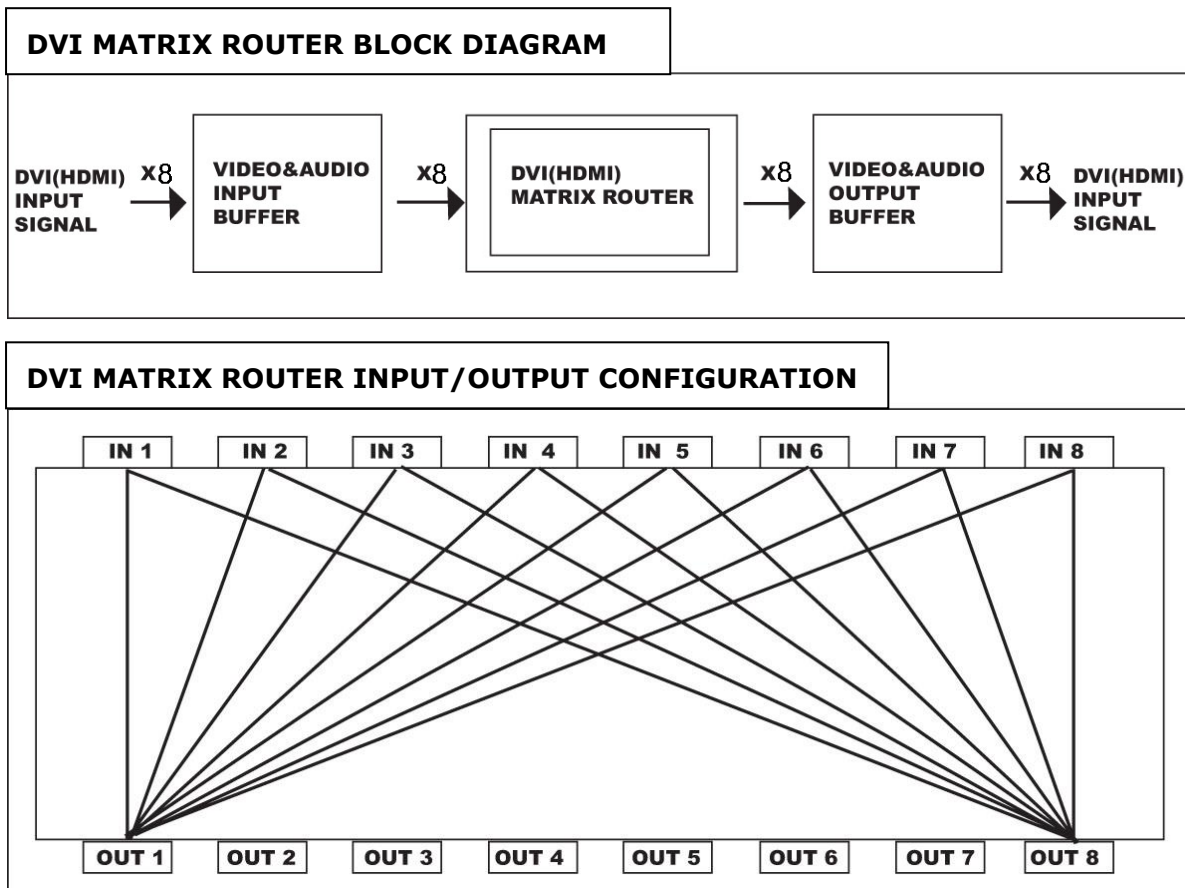 DVI MATRIX ROUTER BLOCK DIAGRAM
DVI(HDMI)
INPUT
SIGNAL
x8
VIDEO&AUDIO
INPUT
BUFFER
x8
DVI(HDMI)
MATRIX ROUTER
x8
VIDEO&AUDIO
OUTPUT
BUFFER
x8
DVI(HDMI)
INPUT
SIGNAL
DVI MATRIX ROUTER INPUT/OUTPUT CONFIGURATION
IN 1 IN 2 IN 3 IN 4 IN 5 IN 6 IN 7 IN 8
OUT 1 OUT 2 OUT 3 OUT 4 OUT 5 OUT 6 OUT 7 OUT 8